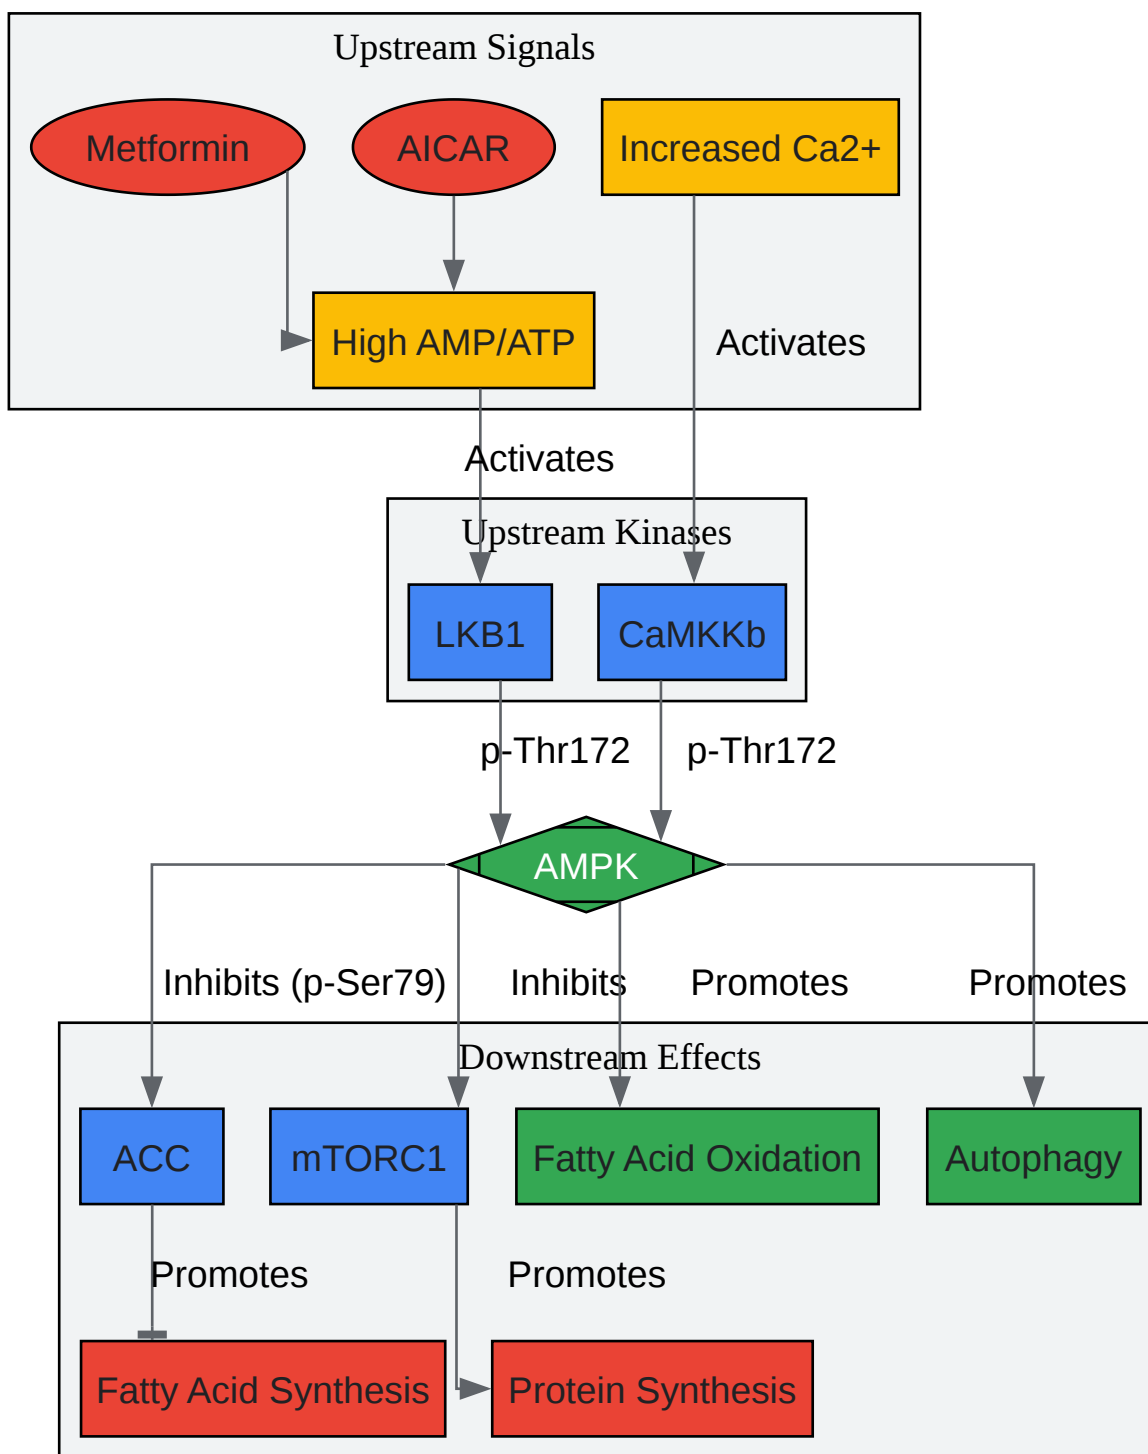 Upstream Signals
Metformin
AICAR
Increased Ca2+
High AMP/ATP
Activates
Activates
Upstream Kinases
LKB1
CaMKKb
p-Thr172
p-Thr172
AMPK
Inhibits (p-Ser79)
Inhibits
Promotes
Promotes
Downstream Effects
ACC
mTORC1
Fatty Acid Oxidation
Autophagy
Promotes
Promotes
Fatty Acid Synthesis
Protein Synthesis